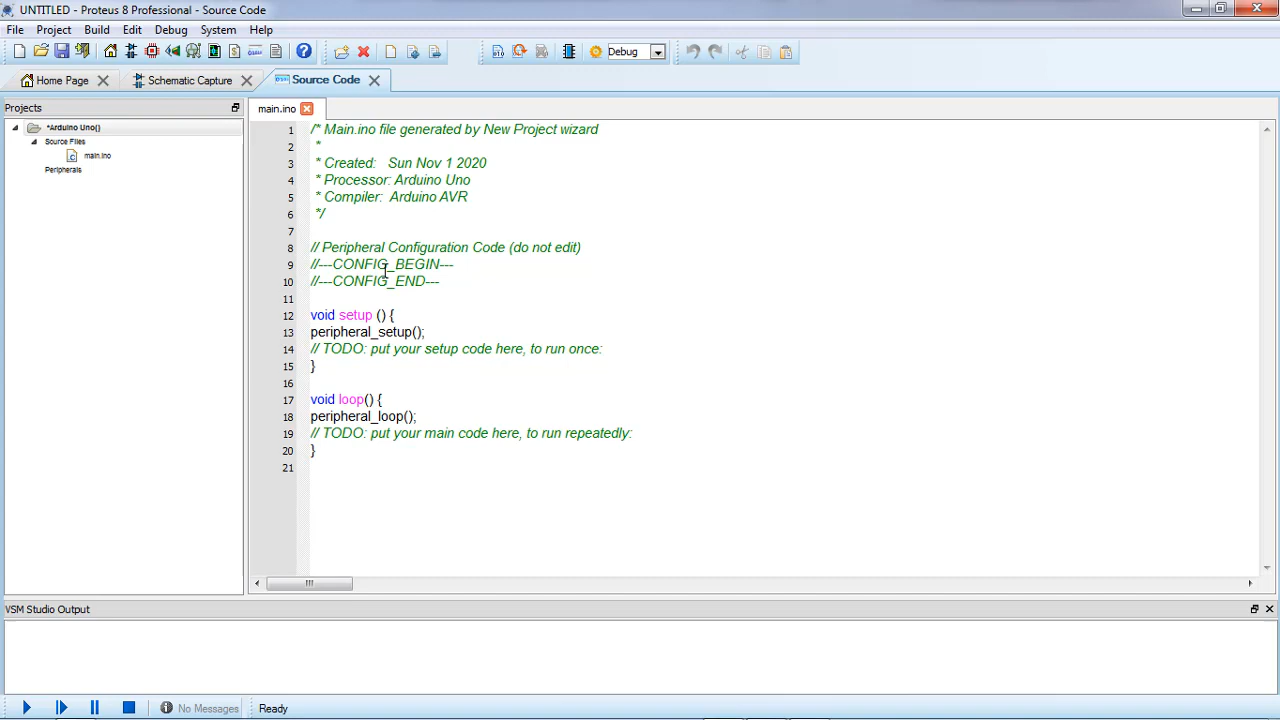 UNTITLED - Proteus 8 Professional - Source Code
File Project Build Edit Debug System Help
Debug
Home Page Schematic Capture Source Code
Projects
main.ino
*Arduino Uno()
Source Files
main.ino
Peripherals
1 /* Main.ino file generated by New Project wizard
2 *
3 * Created: Sun Nov 1 2020
4 * Processor: Arduino Uno
5 * Compiler: Arduino AVR
6 */
7
8 // Peripheral Configuration Code (do not edit)
9 //---CONFIG_BEGIN---
10 //---CONFIG_END---
11
12 void setup () {
13 peripheral_setup();
14 // TODO: put your setup code here, to run once:
15 }
16
17 void loop() {
18 peripheral_loop();
19 // TODO: put your main code here, to run repeatedly:
20 }
21
VSM Studio Output
No Messages Ready